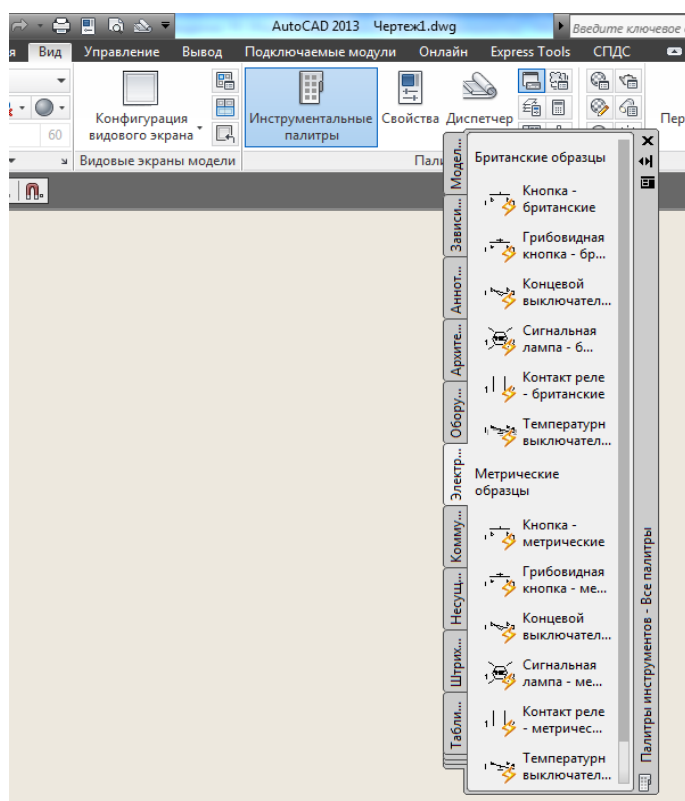 AutoCAD 2013 Чертеж1.dwg
Введите ключевое
Вид Управление Вывод Подключаемые модули Онлайн Express Tools СПДС
60
Конфигурация
видового экрана
Инструментальные
палитры
Свойства Диспетчер
Пер
Видовые экраны модели
Модел...
Зависи...
Аннот...
Архите...
Обору...
Электр...
Комму...
Несущ...
Штрих...
Табли...
Британские образцы
Кнопка -
британские
Грибовидная
кнопка - бр...
Концевой
выключател...
Сигнальная
лампа - б...
Контакт реле
- британские
Температурн
выключател...
Метрические
образцы
Кнопка -
метрические
Грибовидная
кнопка - ме...
Концевой
выключател...
Сигнальная
лампа - ме...
Контакт реле
- метричес...
Температурн
выключател...
Палитры инструментов - Все палитры